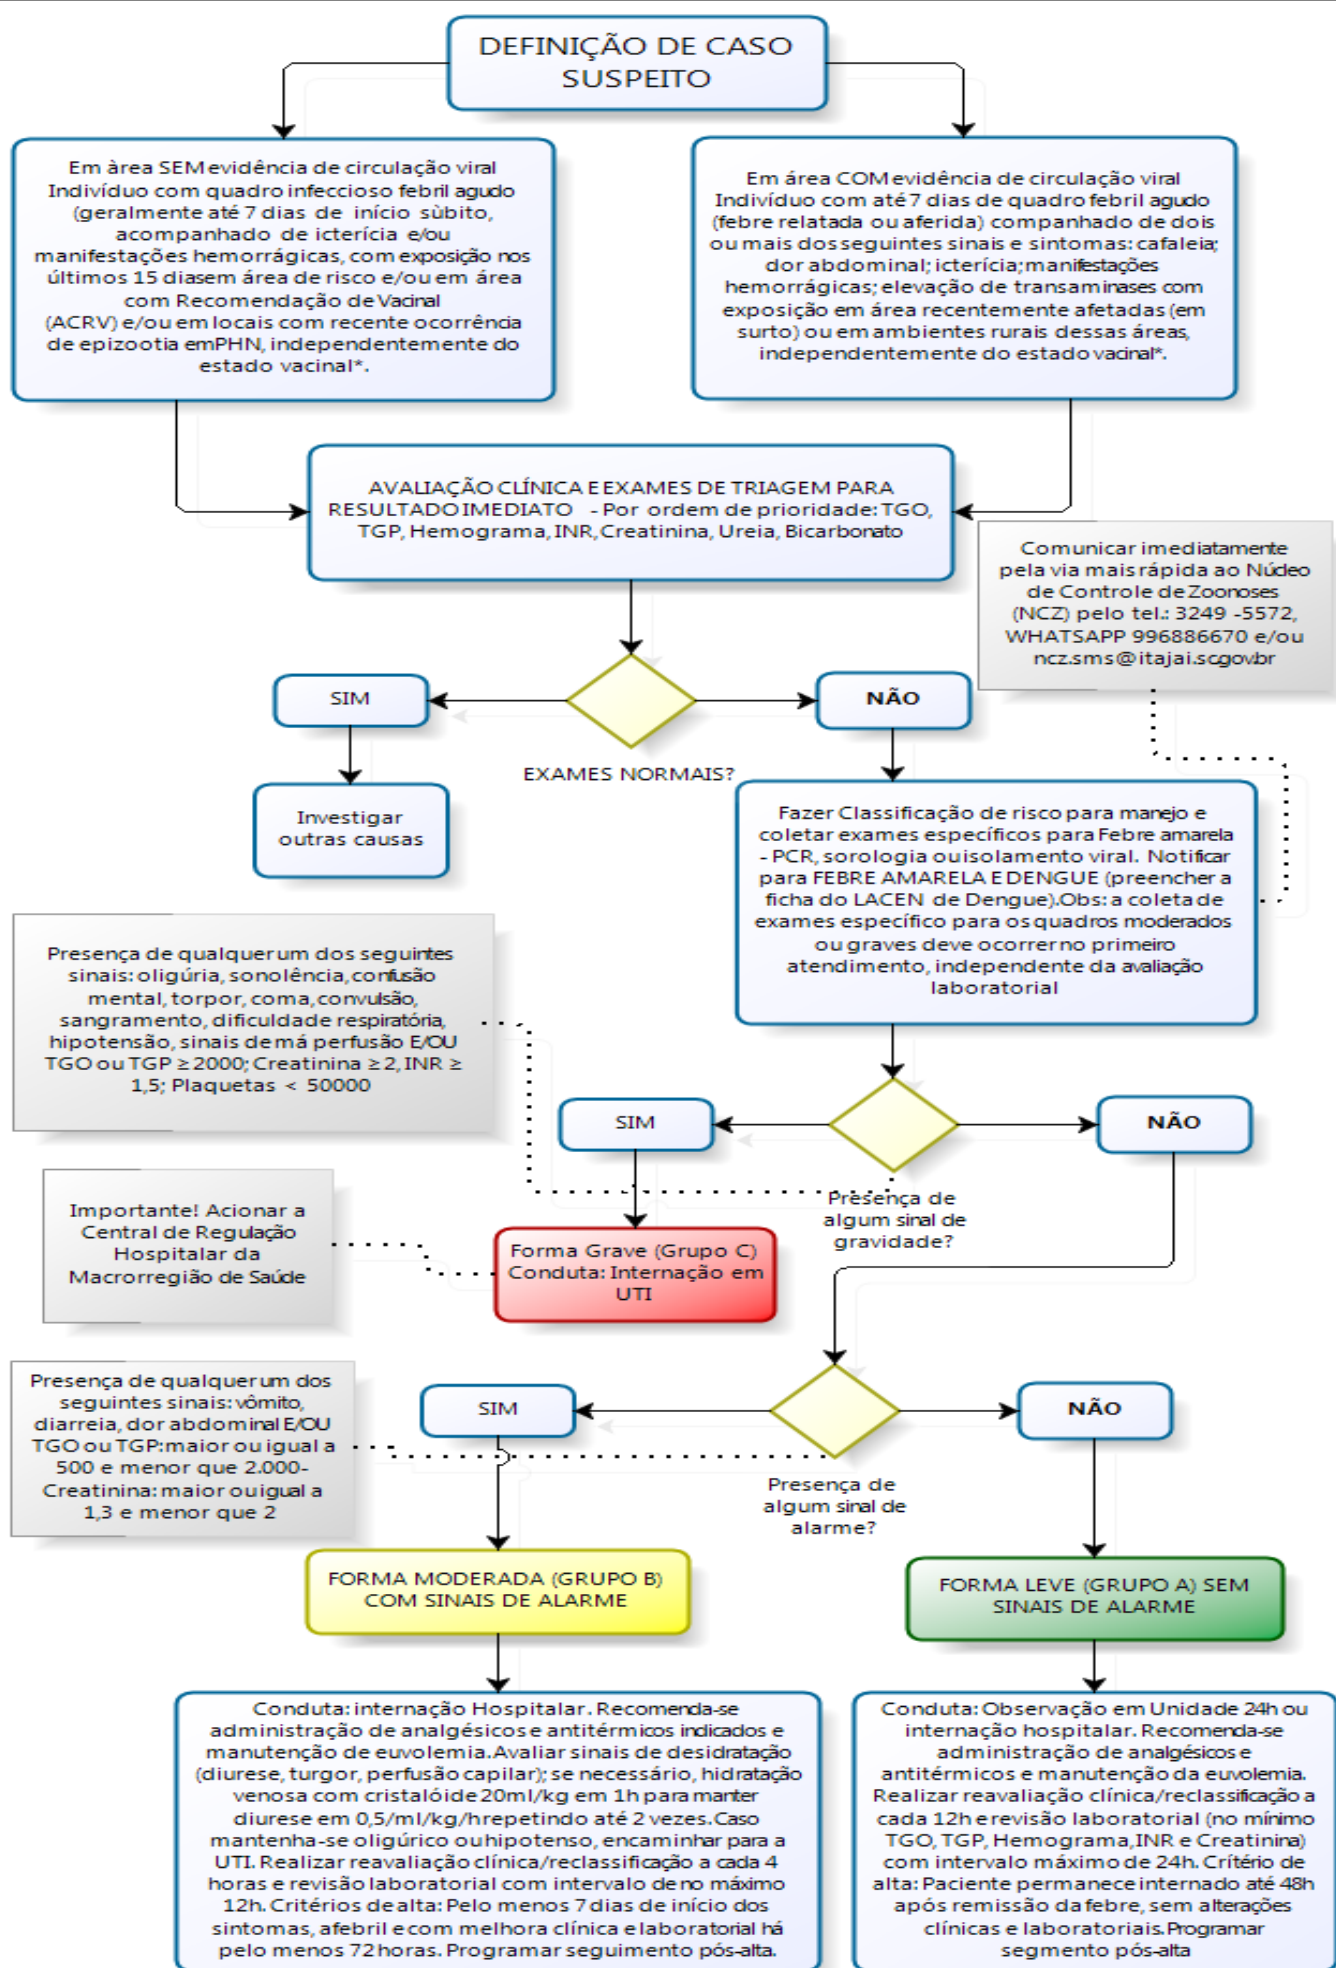 DEFINIÇÃO DE CASO
SUSPEITO
Em àrea SEM evidência de circulação viral
Indivíduo com quadro infeccioso febril agudo
(geralmente até 7 dias de início sùbito,
acompanhado de icterícia e/ou
manifestações hemorrágicas, com exposição nos
últimos 15 dias em área de risco e/ou em área
com Recomendação de Vacinal
(ACRV) e/ou em locais com recente ocorrência
de epizootia em PHN, independentemente do
estado vacinal*.
Em área COM evidência de circulação viral
Indivíduo com até 7 dias de quadro febril agudo
(febre relatada ou aferida) companhado de dois
ou mais dos seguintes sinais e sintomas: cafaleia;
dor abdominal; icterícia; manifestações
hemorrágicas; elevação de transaminases com
exposição em área recentemente afetadas (em
surto) ou em ambientes rurais dessas áreas,
independentemente do estado vacinal*.
AVALIAÇÃO CLÍNICA E EXAMES DE TRIAGEM PARA
RESULTADO IMEDIATO - Por ordem de prioridade: TGO,
TGP, Hemograma, INR, Creatinina, Ureia, Bicarbonato
Comunicar imediatamente
pela via mais rápida ao Núcleo
de Controle de Zoonoses
(NCZ) pelo tel.: 3249 -5572,
WHATSAPP 996886670 e/ou
ncz.sms@itajai.sc.gov.br
SIM
NÃO
EXAMES NORMAIS?
Investigar
outras causas
Fazer Classificação de risco para manejo e
coletar exames específicos para Febre amarela
- PCR, sorologia ou isolamento viral. Notificar
para FEBRE AMARELA E DENGUE (preencher a
ficha do LACEN de Dengue).Obs: a coleta de
exames específico para os quadros moderados
ou graves deve ocorrer no primeiro
atendimento, independente da avaliação
laboratorial
Presença de qualquer um dos seguintes
sinais: oligúria, sonolência, confusão
mental, torpor, coma, convulsão,
sangramento, dificuldade respiratória,
hipotensão, sinais de má perfusão E/OU
TGO ou TGP ≥ 2000; Creatinina ≥ 2, INR ≥
1,5; Plaquetas < 50000
SIM
NÃO
Presença de
algum sinal de
gravidade?
Importante! Acionar a
Central de Regulação
Hospitalar da
Macrorregião de Saúde
Forma Grave (Grupo C)
Conduta: Internação em
UTI
Presença de qualquer um dos
seguintes sinais: vômito,
diarreia, dor abdominal E/OU
TGO ou TGP: maior ou igual a
500 e menor que 2.000-
Creatinina: maior ou igual a
1,3 e menor que 2
SIM
NÃO
Presença de
algum sinal de
alarme?
FORMA MODERADA (GRUPO B)
COM SINAIS DE ALARME
FORMA LEVE (GRUPO A) SEM
SINAIS DE ALARME
Conduta: internação Hospitalar. Recomenda-se
administração de analgésicos e antitérmicos indicados e
manutenção de euvolemia. Avaliar sinais de desidratação
(diurese, turgor, perfusão capilar); se necessário, hidratação
venosa com cristalóide 20ml/kg em 1h para manter
diurese em 0,5/ml/kg/h repetindo até 2 vezes. Caso
mantenha-se oligúrico ou hipotenso, encaminhar para a
UTI. Realizar reavaliação clínica/reclassificação a cada 4
horas e revisão laboratorial com intervalo de no máximo
12h. Critérios de alta: Pelo menos 7 dias de início dos
sintomas, afebril e com melhora clínica e laboratorial há
pelo menos 72 horas. Programar seguimento pós-alta.
Conduta: Observação em Unidade 24h ou
internação hospitalar. Recomenda-se
administração de analgésicos e
antitérmicos e manutenção da euvolemia.
Realizar reavaliação clínica/reclassificação a
cada 12h e revisão laboratorial (no mínimo
TGO, TGP, Hemograma, INR e Creatinina)
com intervalo máximo de 24h. Crítério de
alta: Paciente permanece internado até 48h
após remissão da febre, sem alterações
clínicas e laboratoriais. Programar
segmento pós-alta